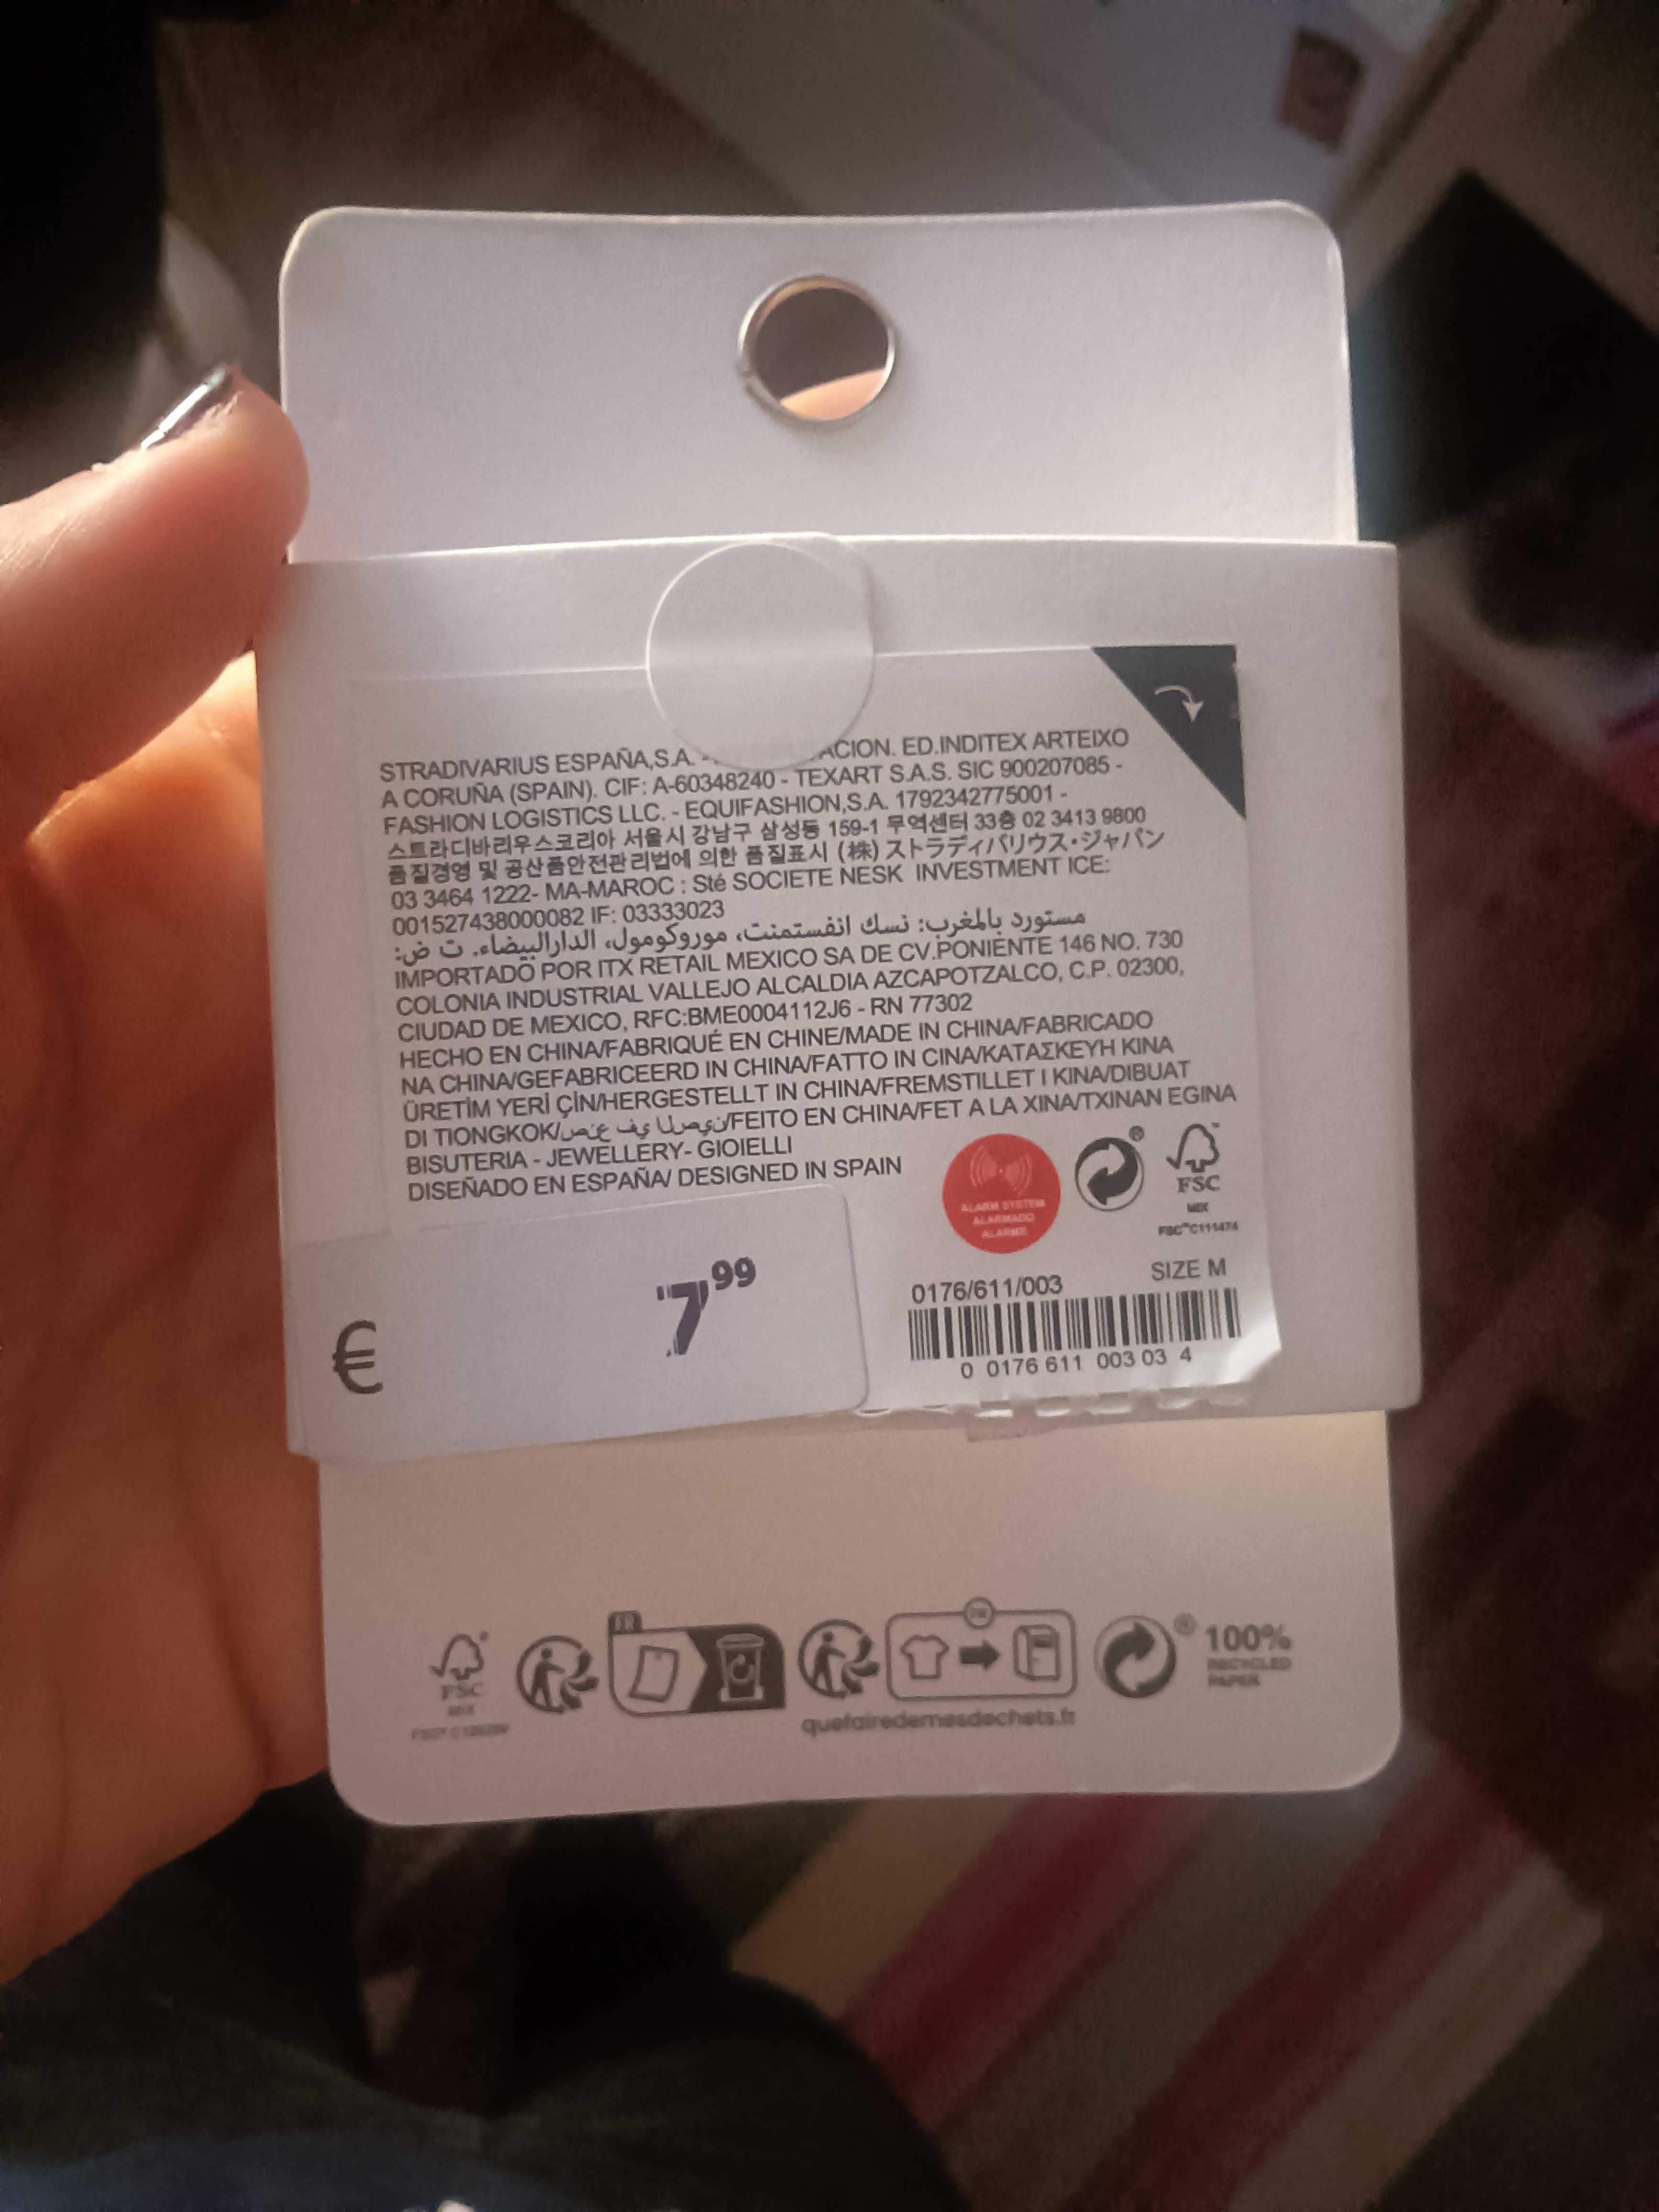 STRADIVARIUS ESPAÑA,S.A. - ACION. ED.INDITEX ARTEIXO
A CORUÑA (SPAIN). CIF: A-60348240 - TEXART S.A.S. SIC 900207085 -
FASHION LOGISTICS LLC. - EQUIFASHION,S.A. 1792342775001 -
스트라디바리우스코리아 서울시 강남구 삼성동 159-1 무역센터 33층 02 3413 9800
품질경영 및 공산품안전관리법에 의한 품질표시 (株) ストラディバリウス・ジャパン
03 3464 1222- MA-MAROC : Sté SOCIETE NESK INVESTMENT ICE:
001527438000082 IF: 03333023
مستورد بالمغرب: نسك انفستمنت، موروكومول، الدارالبيضاء. ت ض:
IMPORTADO POR ITX RETAIL MEXICO SA DE CV.PONIENTE 146 NO. 730
COLONIA INDUSTRIAL VALLEJO ALCALDIA AZCAPOTZALCO, C.P. 02300,
CIUDAD DE MEXICO, RFC:BME0004112J6 - RN 77302
HECHO EN CHINA/FABRIQUÉ EN CHINE/MADE IN CHINA/FABRICADO
NA CHINA/GEFABRICEERD IN CHINA/FATTO IN CINA/ΚΑΤΑΣΚΕΥΗ ΚΙΝΑ
ÜRETİM YERİ ÇİN/HERGESTELLT IN CHINA/FREMSTILLET I KINA/DIBUAT
DI TIONGKOK/ /FEITO EN CHINA/FET A LA XINA/TXINAN EGINA
BISUTERIA - JEWELLERY- GIOIELLI
DISEÑADO EN ESPAÑA/ DESIGNED IN SPAIN
ALARM SYSTEM
ALARMADO
ALARME
FSC
MIX
FSC™ C111474
€ 7,99
0176/611/003 SIZE M
0 0176 611 003 03 4
FSC
MIX
FR
quefairedemesdechets.fr
100%
RECYCLED
PAPER